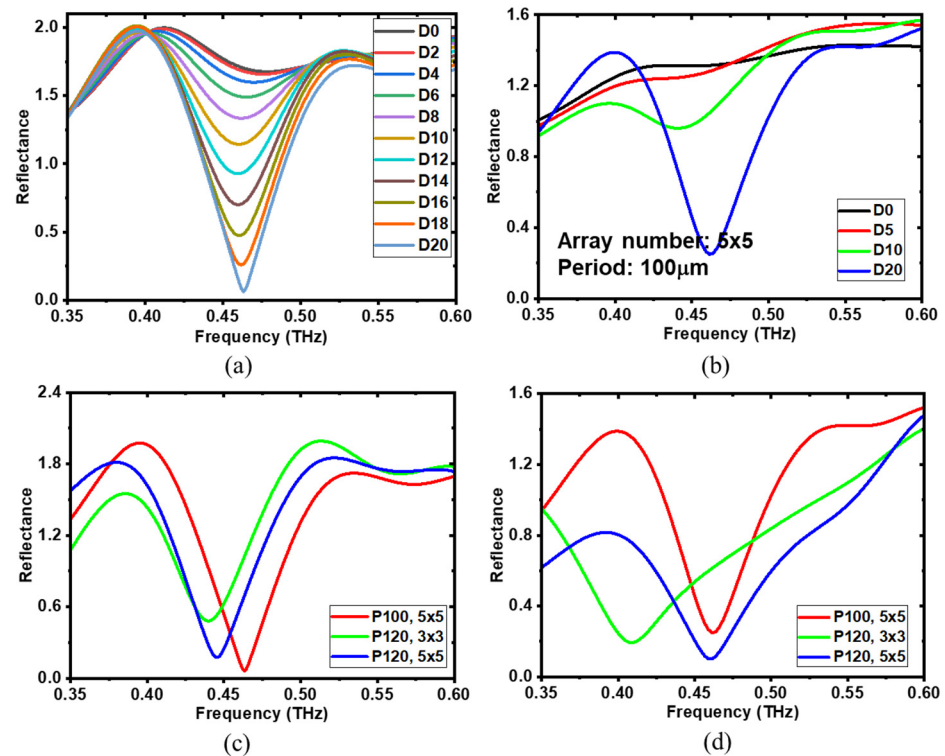 2.0
1.5
1.0
0.5
0.0
Reflectance
D0
D2
D4
D6
D8
D10
D12
D14
D16
D18
D20
0.35 0.40 0.45 0.50 0.55 0.60
Frequency (THz)
(a)
1.6
1.2
0.8
0.4
0.0
Reflectance
Array number: 5x5
Period: 100μm
D0
D5
D10
D20
0.35 0.40 0.45 0.50 0.55 0.60
Frequency (THz)
(b)
2.4
1.8
1.2
0.6
0.0
Reflectance
P100, 5x5
P120, 3x3
P120, 5x5
0.35 0.40 0.45 0.50 0.55 0.60
Frequency (THz)
(c)
1.6
1.2
0.8
0.4
0.0
Reflectance
P100, 5x5
P120, 3x3
P120, 5x5
0.35 0.40 0.45 0.50 0.55 0.60
Frequency (THz)
(d)